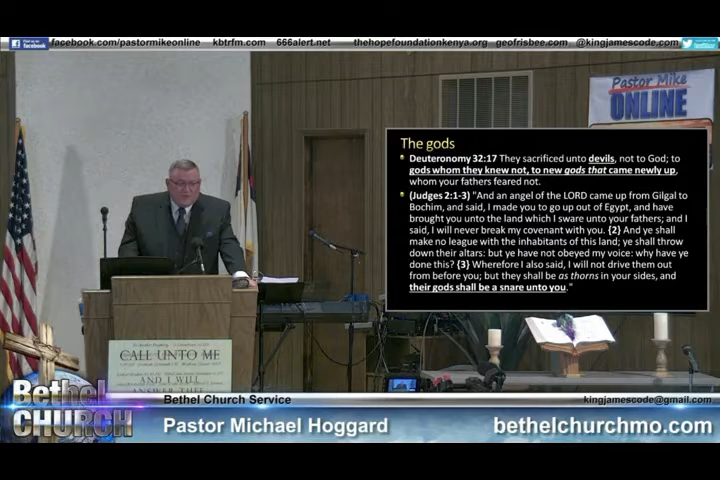 facebook.com/pastormikeonline kbtrfm.com 666alert.net thehopefoundationkenya.org geofrisbee.com @kingjamescode.com
Pastor Mike
ONLINE
The gods
Deuteronomy 32:17 They sacrificed unto devils, not to God; to
gods whom they knew not, to new gods that came newly up,
whom your fathers feared not.
(Judges 2:1-3) "And an angel of the LORD came up from Gilgal to
Bochim, and said, I made you to go up out of Egypt, and have
brought you unto the land which I sware unto your fathers; and I
said, I will never break my covenant with you. {2} And ye shall
make no league with the inhabitants of this land; ye shall throw
down their altars: but ye have not obeyed my voice: why have ye
done this? {3} Wherefore I also said, I will not drive them out
from before you; but they shall be as thorns in your sides, and
their gods shall be a snare unto you."
CALL UNTO ME
AND I WILL
ANSWER THEE
Bethel
CHURCH
Bethel Church Service
kingjamescode@gmail.com
Pastor Michael Hoggard
bethelchurchmo.com